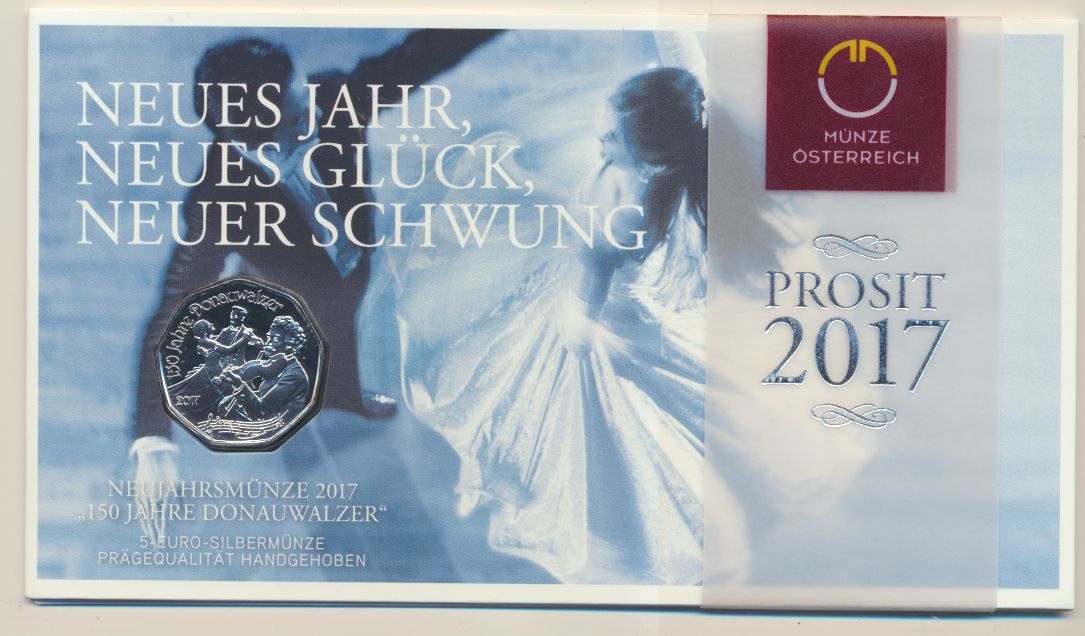 NEUES JAHR,
NEUES GLÜCK,
NEUER SCHWUNG
150 Jahre Donauwalzer
2017
NEUJAHRSMÜNZE 2017
„150 JAHRE DONAUWALZER“
5-EURO-SILBERMÜNZE
PRÄGEQUALITÄT HANDGEHOBEN
MÜNZE
ÖSTERREICH
PROSIT
2017